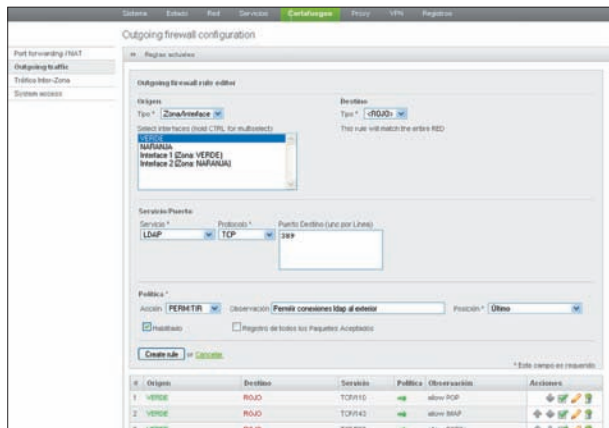 Sistema Estado Red Servicios Cortafuegos Proxy VPN Registros
Outgoing firewall configuration
Port forwarding / NAT
Outgoing traffic
Tráfico Inter-Zona
System access
Reglas actuales
Outgoing firewall rule editor
Origen
Destino
Tipo * Zona/Interface
Tipo * <ROJO>
Select interfaces (hold CTRL for multiselect)
This rule will match the entire RED
VERDE
NARANJA
Interface 1 (Zona: VERDE)
Interface 2 (Zona: NARANJA)
Servicio/Puerto
Servicio * Protocolo * Puerto Destino (uno por Línea)
LDAP TCP 389
Política *
Acción PERMITIR Observación Permitir conexiones ldap al exterior Posición * Último
Habilitado Registro de todos los Paquetes Aceptados
Create rule or Cancelar
* Este campo es requerido
# Origen Destino Servicio Política Observación Acciones
1 VERDE ROJO TCP/110 allow POP
2 VERDE ROJO TCP/143 allow IMAP